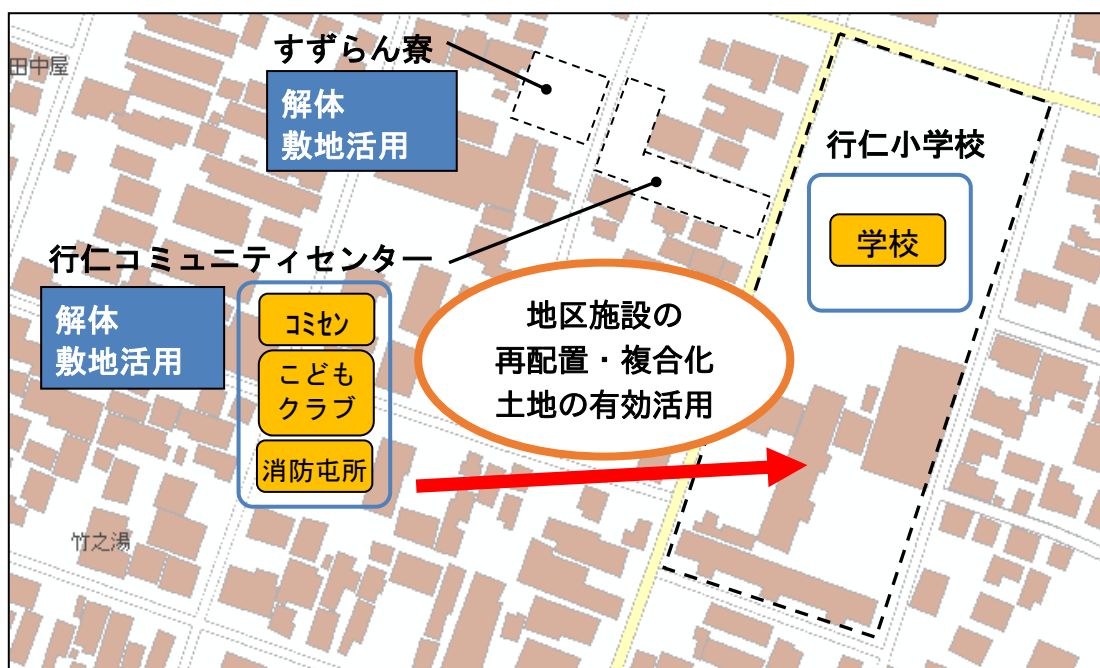 すずらん寮
田中屋
解体
敷地活用
行仁小学校
学校
行仁コミュニティセンター
解体
敷地活用
コミセン
こども
クラブ
消防屯所
地区施設の
再配置・複合化
土地の有効活用
竹之湯